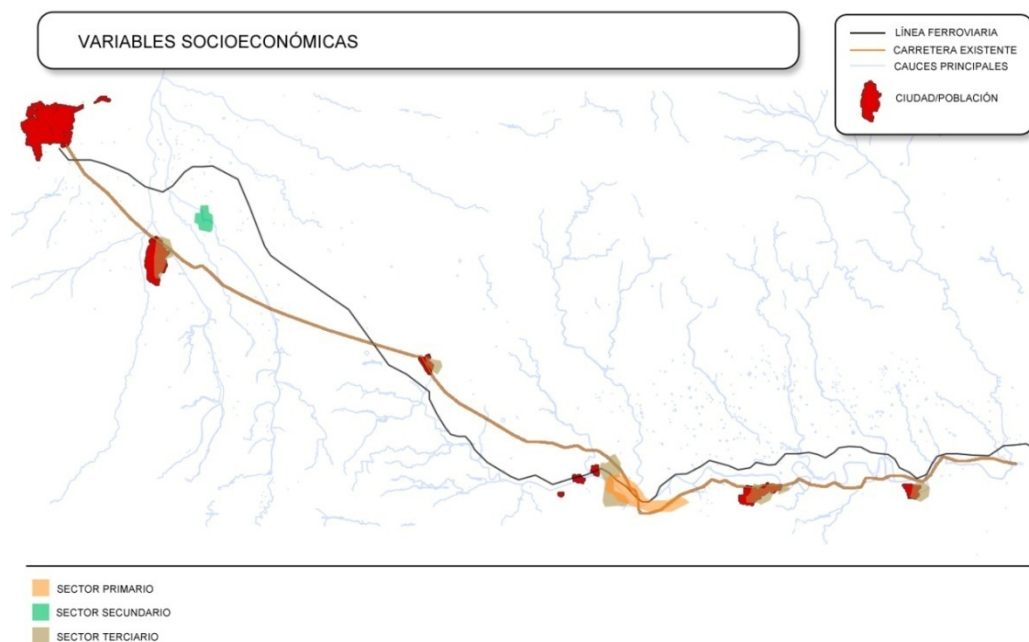 VARIABLES SOCIOECONÓMICAS
LÍNEA FERROVIARIA
CARRETERA EXISTENTE
CAUCES PRINCIPALES
CIUDAD/POBLACIÓN
SECTOR PRIMARIO
SECTOR SECUNDARIO
SECTOR TERCIARIO